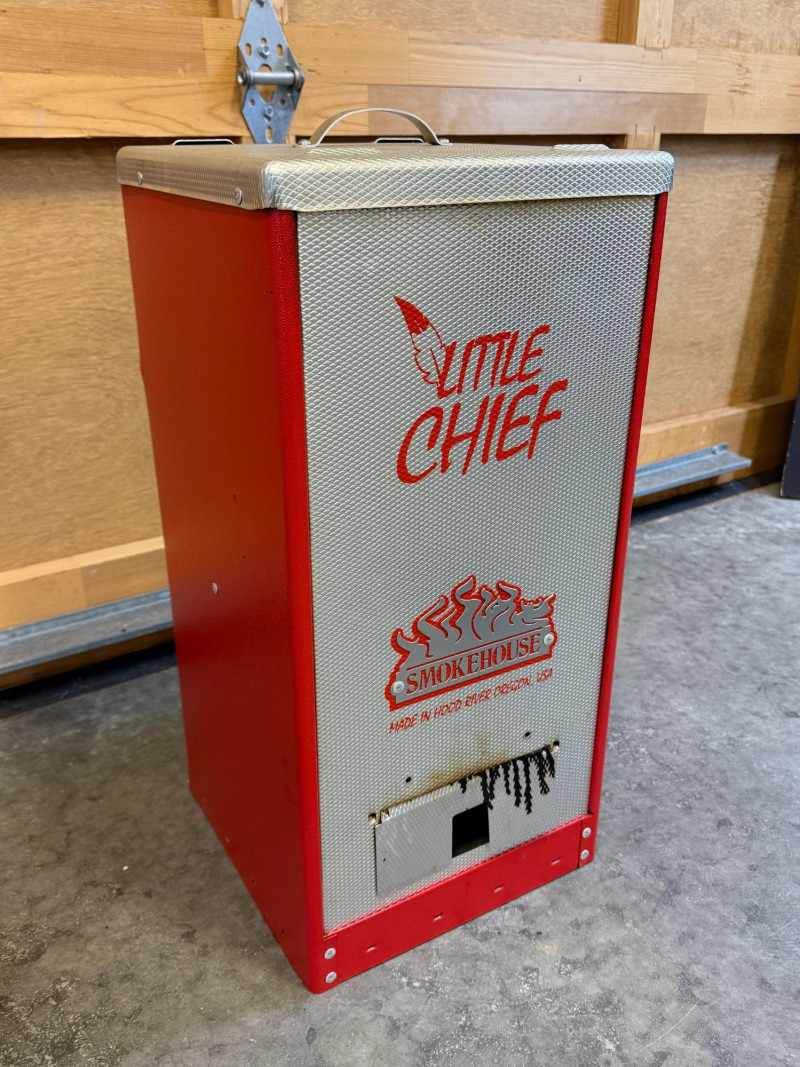 LITTLE
CHIEF
SMOKEHOUSE
MADE IN HOOD RIVER OREGON, USA